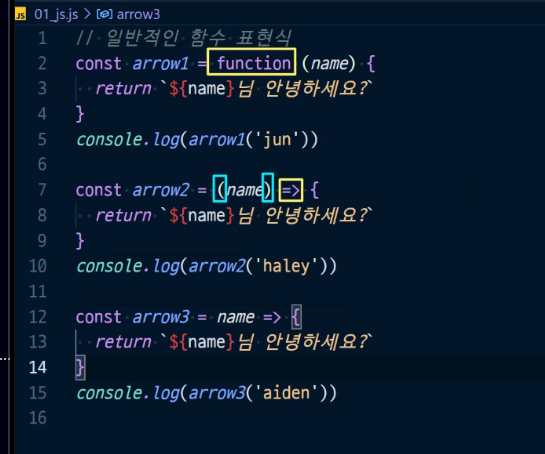 JS 01_js.js > arrow3
1 // 일반적인 함수 표현식
2 const arrow1 = function (name) {
3 return `${name}님 안녕하세요?`
4 }
5 console.log(arrow1('jun'))
6
7 const arrow2 = (name) => {
8 return `${name}님 안녕하세요?`
9 }
10 console.log(arrow2('haley'))
11
12 const arrow3 = name => {
13 return `${name}님 안녕하세요?`
14 }
15 console.log(arrow3('aiden'))
16